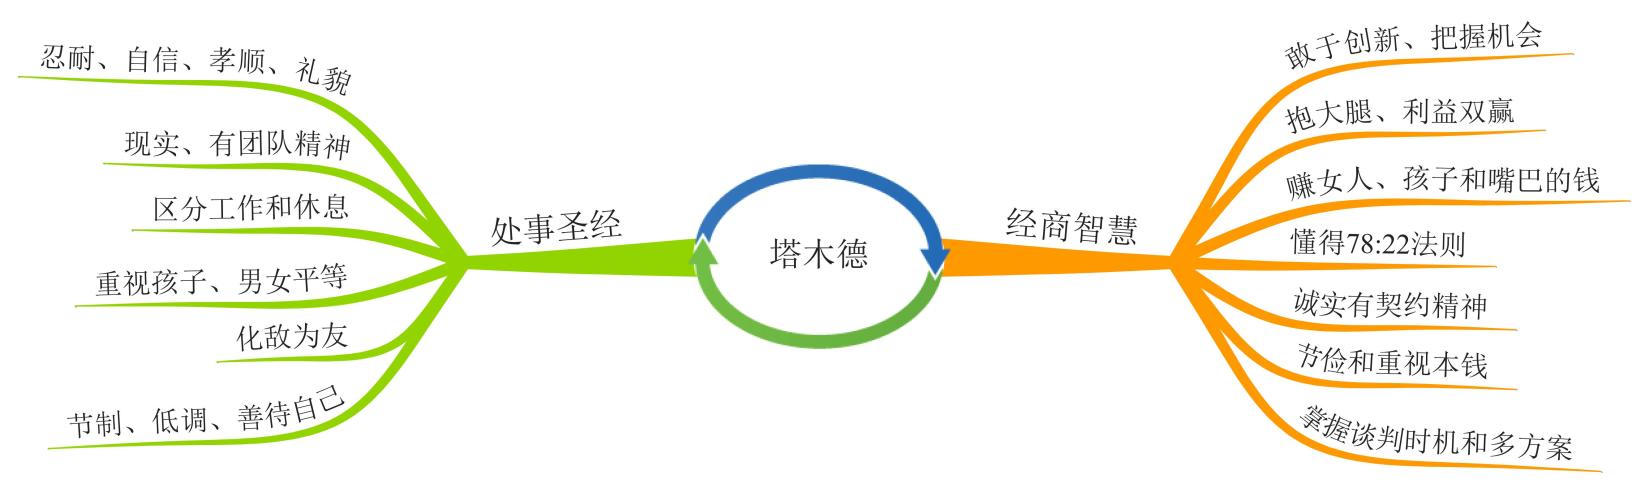 塔木德
处事圣经
忍耐、自信、孝顺、礼貌
现实、有团队精神
区分工作和休息
重视孩子、男女平等
化敌为友
节制、低调、善待自己
经商智慧
敢于创新、把握机会
抱大腿、利益双赢
赚女人、孩子和嘴巴的钱
懂得78:22法则
诚实有契约精神
节俭和重视本钱
掌握谈判时机和多方案